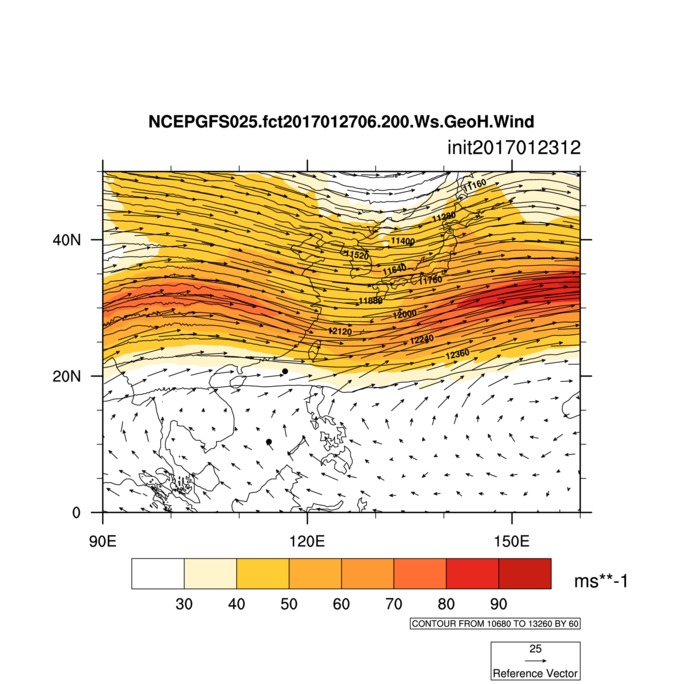 NCEPGFS025.fct2017012706.200.Ws.GeoH.Wind
init2017012312
11160
11280
11400
11520
11640
11760
11880
12000
12120
12240
12360
40N
20N
0
90E 120E 150E
30 40 50 60 70 80 90
ms**-1
CONTOUR FROM 10680 TO 13260 BY 60
25
Reference Vector